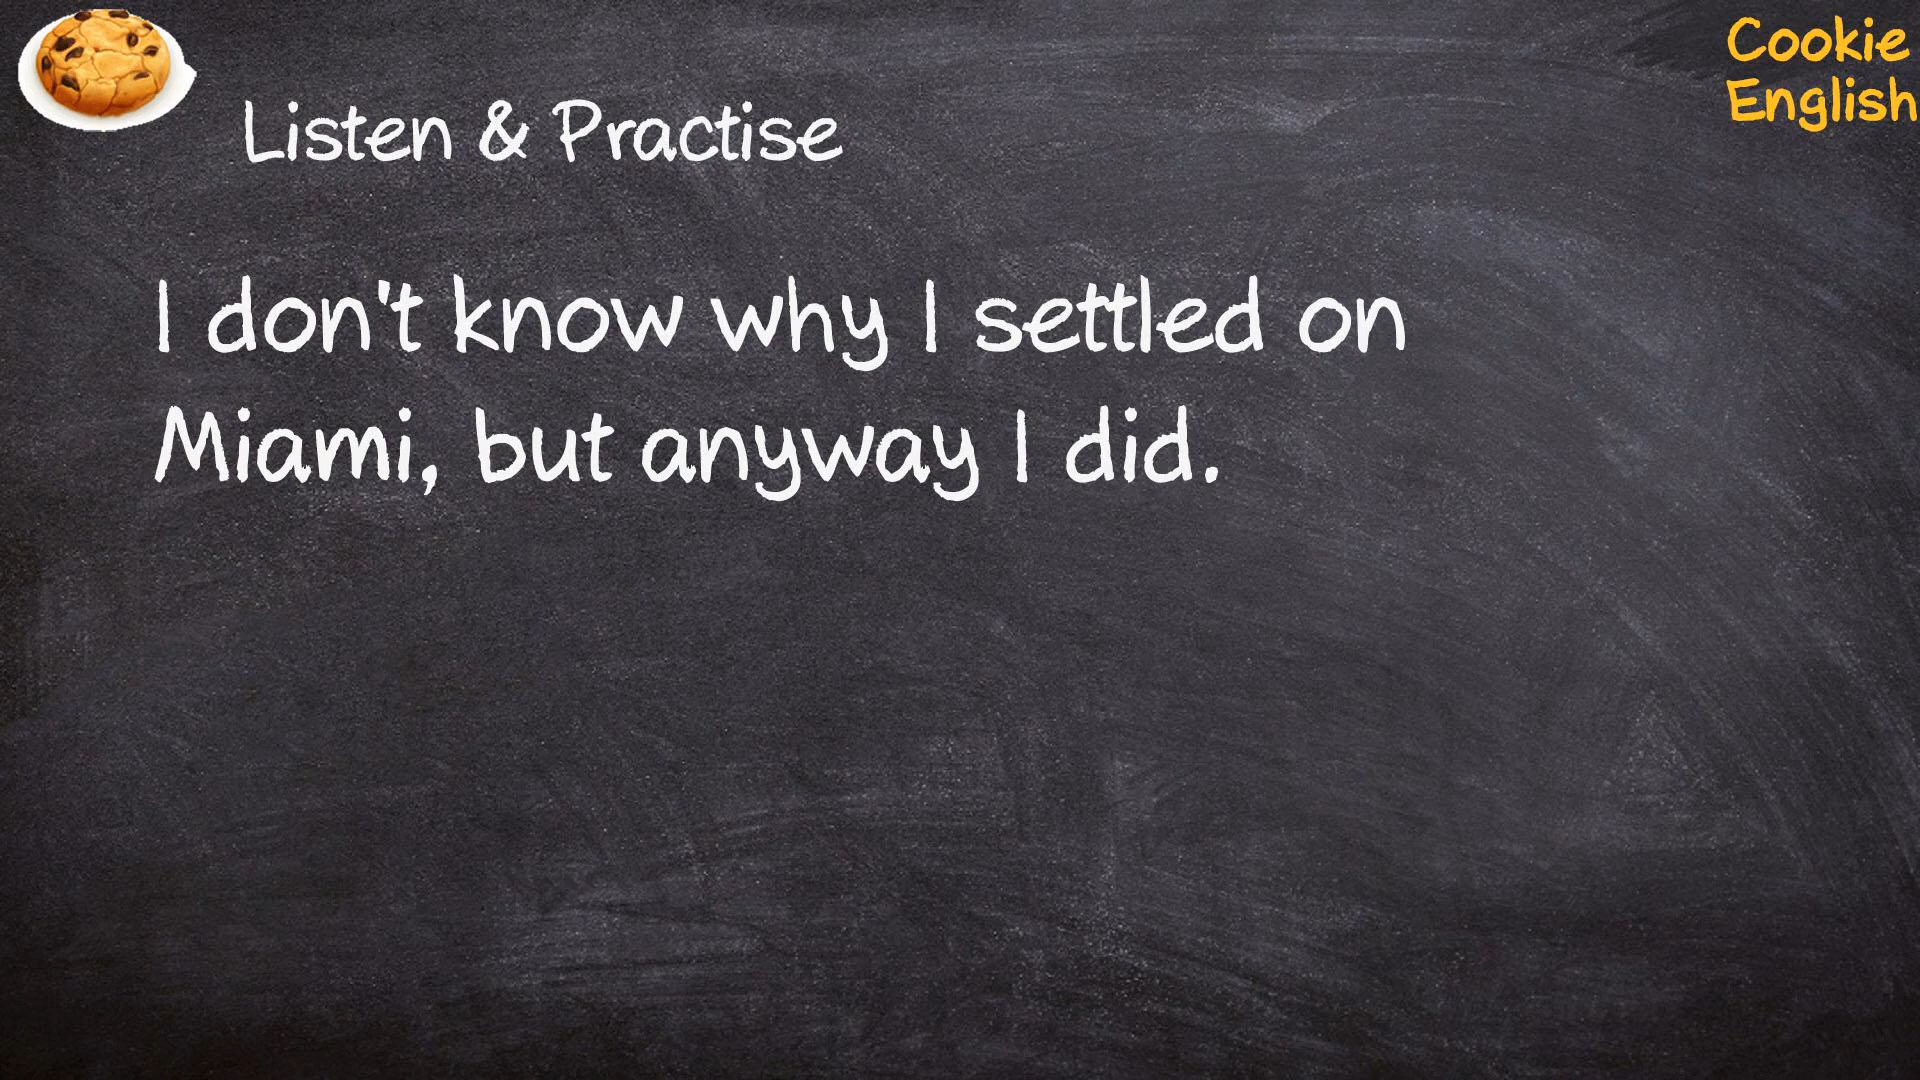 Cookie
English
Listen & Practise
I don't know why I settled on
Miami, but anyway I did.